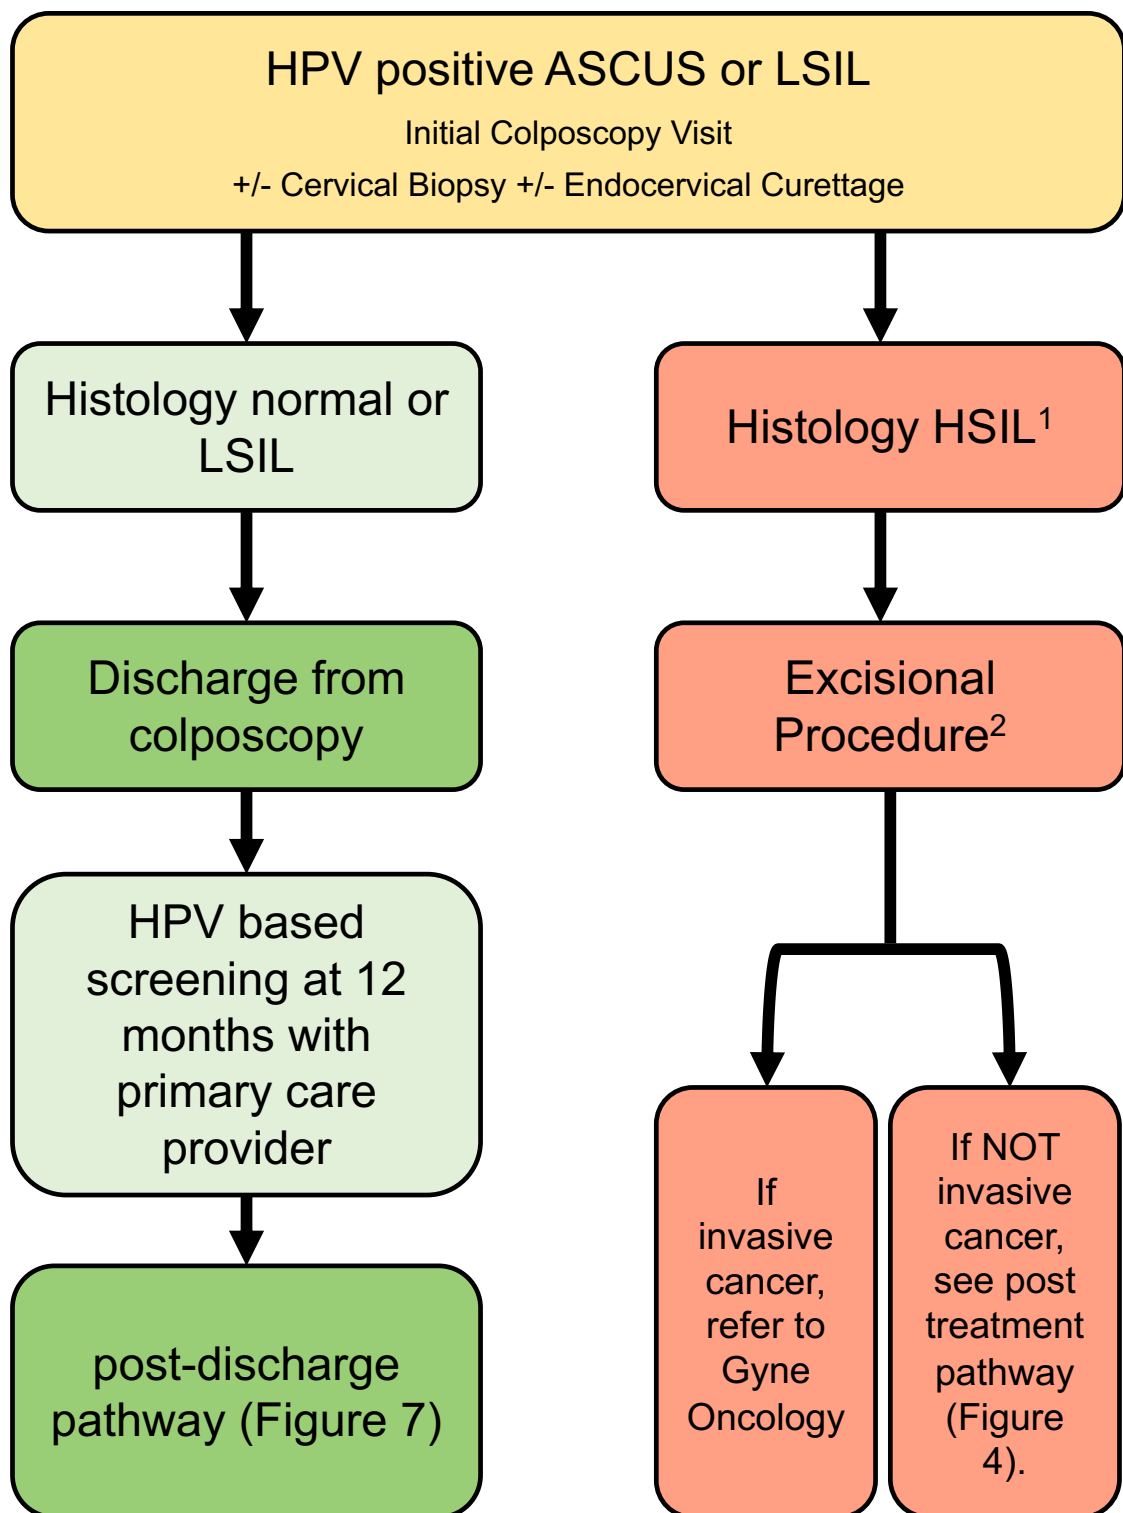 HPV positive ASCUS or LSIL
Initial Colposcopy Visit
+/- Cervical Biopsy +/- Endocervical Curettage
Histology normal or
LSIL
Histology HSIL¹
Discharge from
colposcopy
Excisional
Procedure²
HPV based
screening at 12
months with
primary care
provider
If
invasive
cancer,
refer to
Gyne
Oncology
If NOT
invasive
cancer,
see post
treatment
pathway
(Figure
4).
post-discharge
pathway (Figure 7)